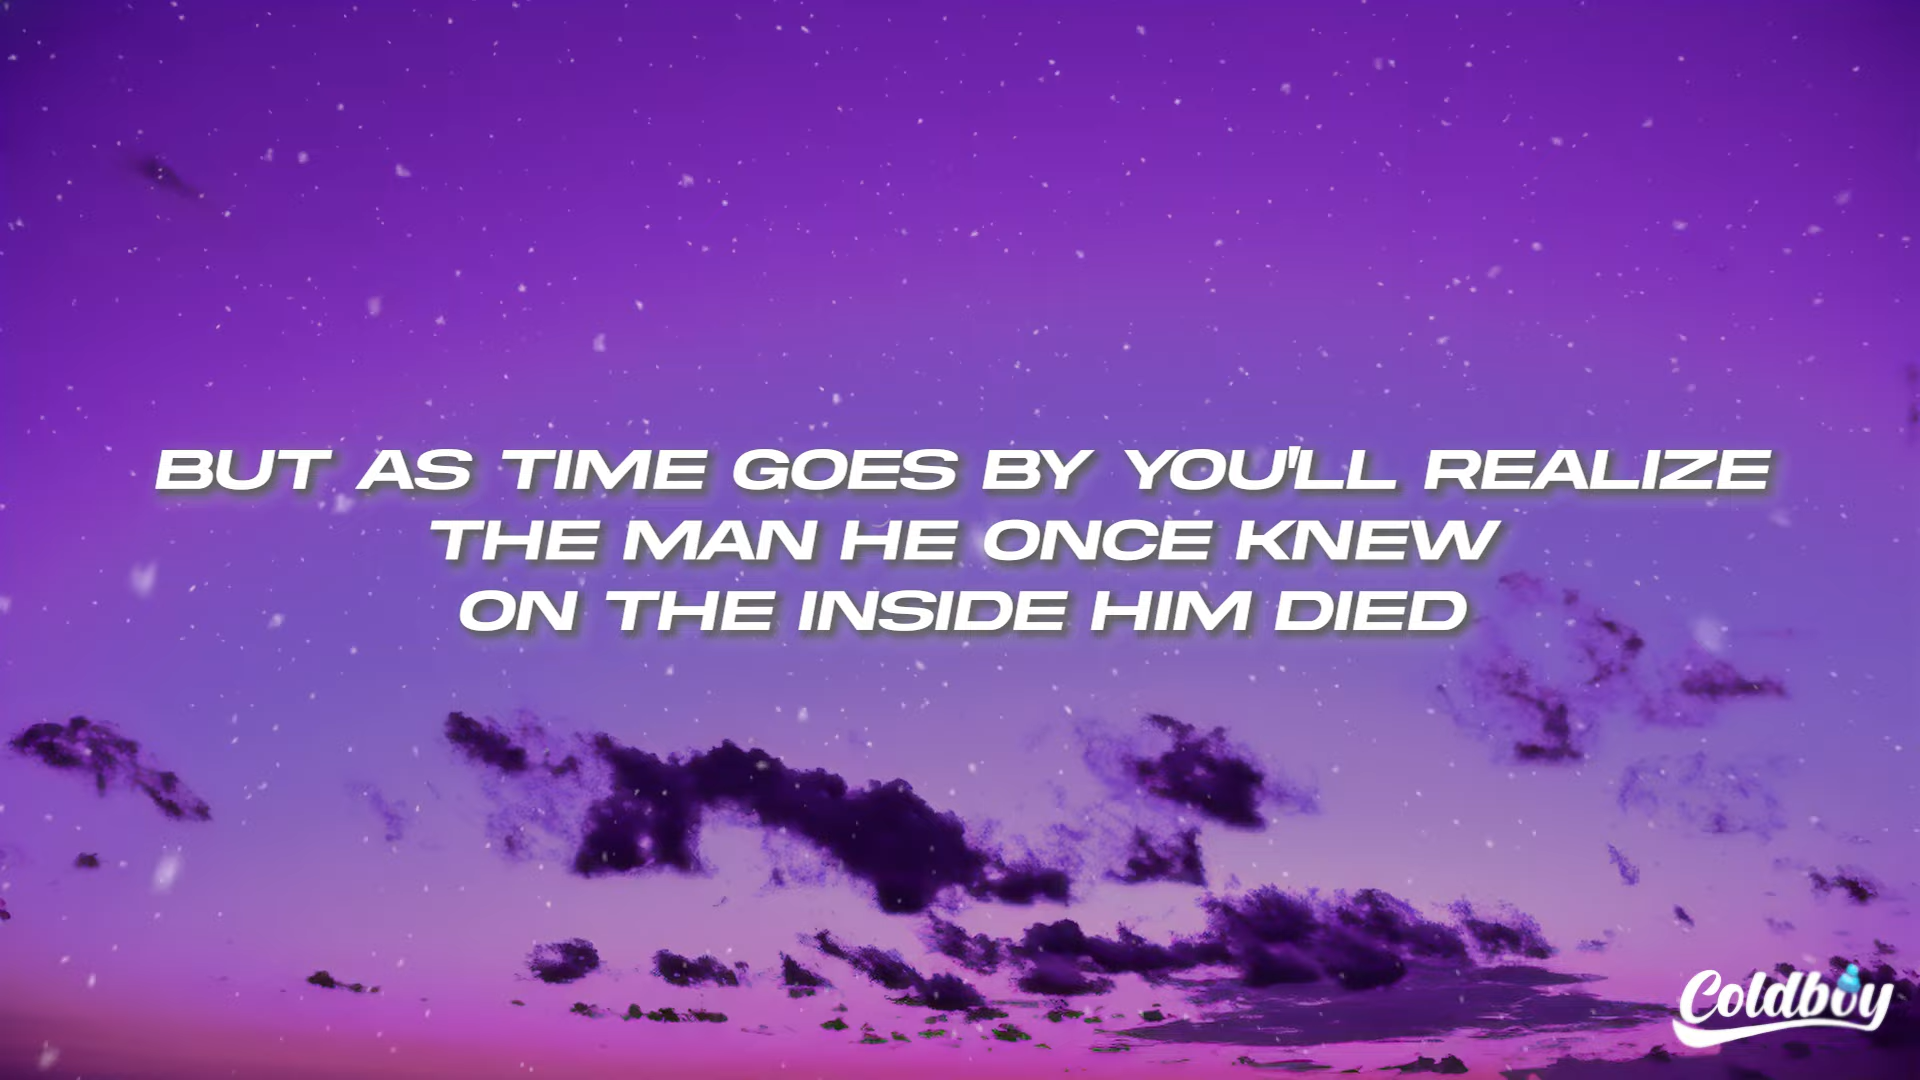 BUT AS TIME GOES BY YOU'LL REALIZE
THE MAN HE ONCE KNEW
ON THE INSIDE HIM DIED
Coldboy